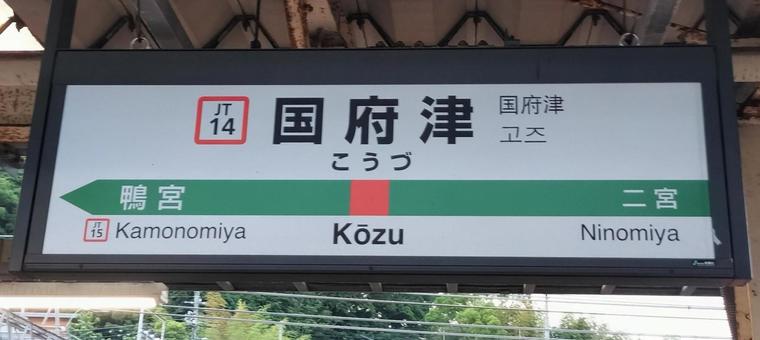 JT
14
国府津
国府津
고즈
こうづ
鴨宮
二宮
JT
15
Kamonomiya
Kōzu
Ninomiya